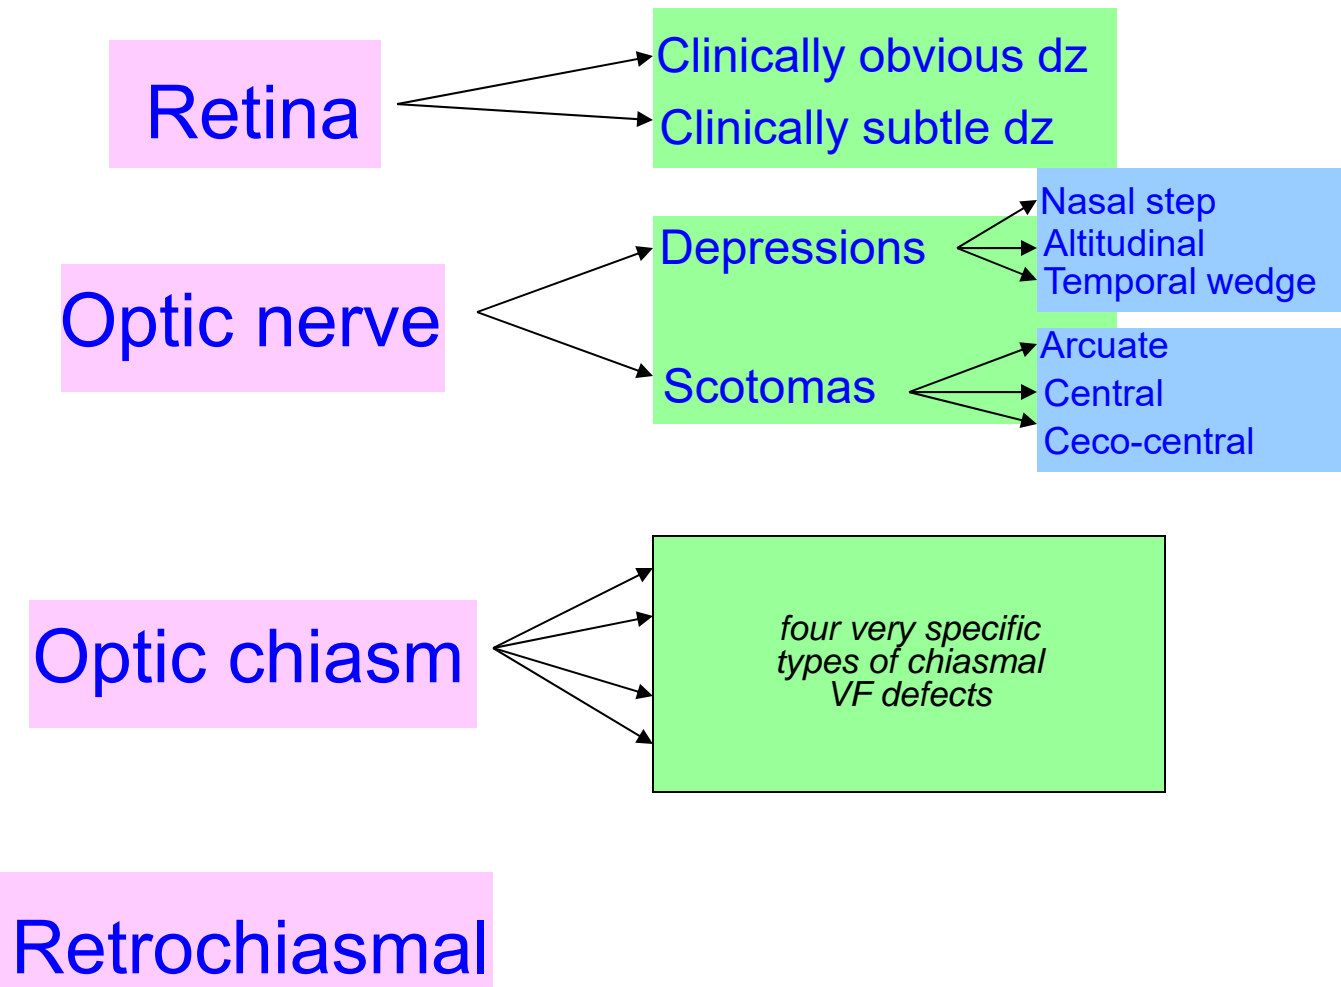 Retina
Clinically obvious dz
Clinically subtle dz
Optic nerve
Depressions
Nasal step
Altitudinal
Temporal wedge
Scotomas
Arcuate
Central
Ceco-central
Optic chiasm
four very specific
types of chiasmal
VF defects
Retrochiasmal